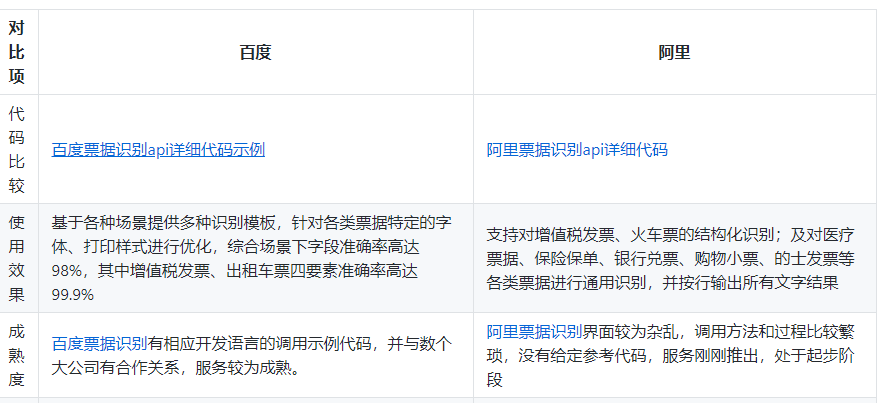 对比项
百度
阿里
代码比较
百度票据识别api详细代码示例
阿里票据识别api详细代码
使用效果
基于各种场景提供多种识别模板，针对各类票据特定的字
体、打印样式进行优化，综合场景下字段准确率高达
98%，其中增值税发票、出租车票四要素准确率高达
99.9%
支持对增值税发票、火车票的结构化识别；及对医疗
票据、保险保单、银行兑票、购物小票、的士发票等
各类票据进行通用识别，并按行输出所有文字结果
成熟度
百度票据识别有相应开发语言的调用示例代码，并与数个
大公司有合作关系，服务较为成熟。
阿里票据识别界面较为杂乱，调用方法和过程比较繁
琐，没有给定参考代码，服务刚刚推出，处于起步阶
段